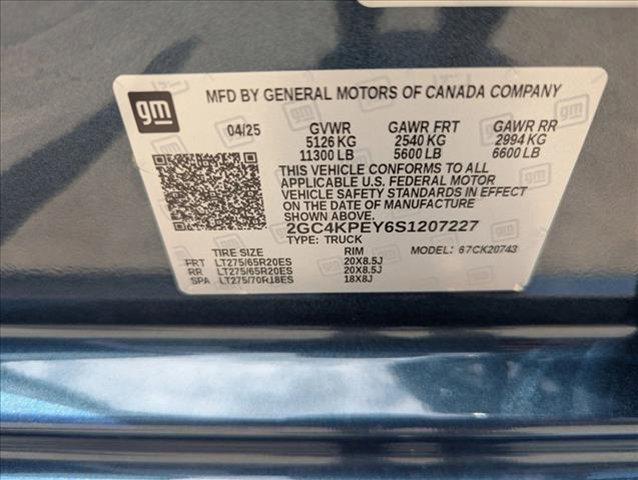 gm
MFD BY GENERAL MOTORS OF CANADA COMPANY
04/25 GVWR GAWR FRT GAWR RR
5126 KG 2540 KG 2994 KG
11300 LB 5600 LB 6600 LB
THIS VEHICLE CONFORMS TO ALL
APPLICABLE U.S. FEDERAL MOTOR
VEHICLE SAFETY STANDARDS IN EFFECT
ON THE DATE OF MANUFACTURE
SHOWN ABOVE.
2GC4KPEY6S1207227
TYPE: TRUCK MODEL: 67CK20743
TIRE SIZE RIM
FRT LT275/65R20ES 20X8.5J
RR LT275/65R20ES 20X8.5J
SPA LT275/70R18ES 18X8J